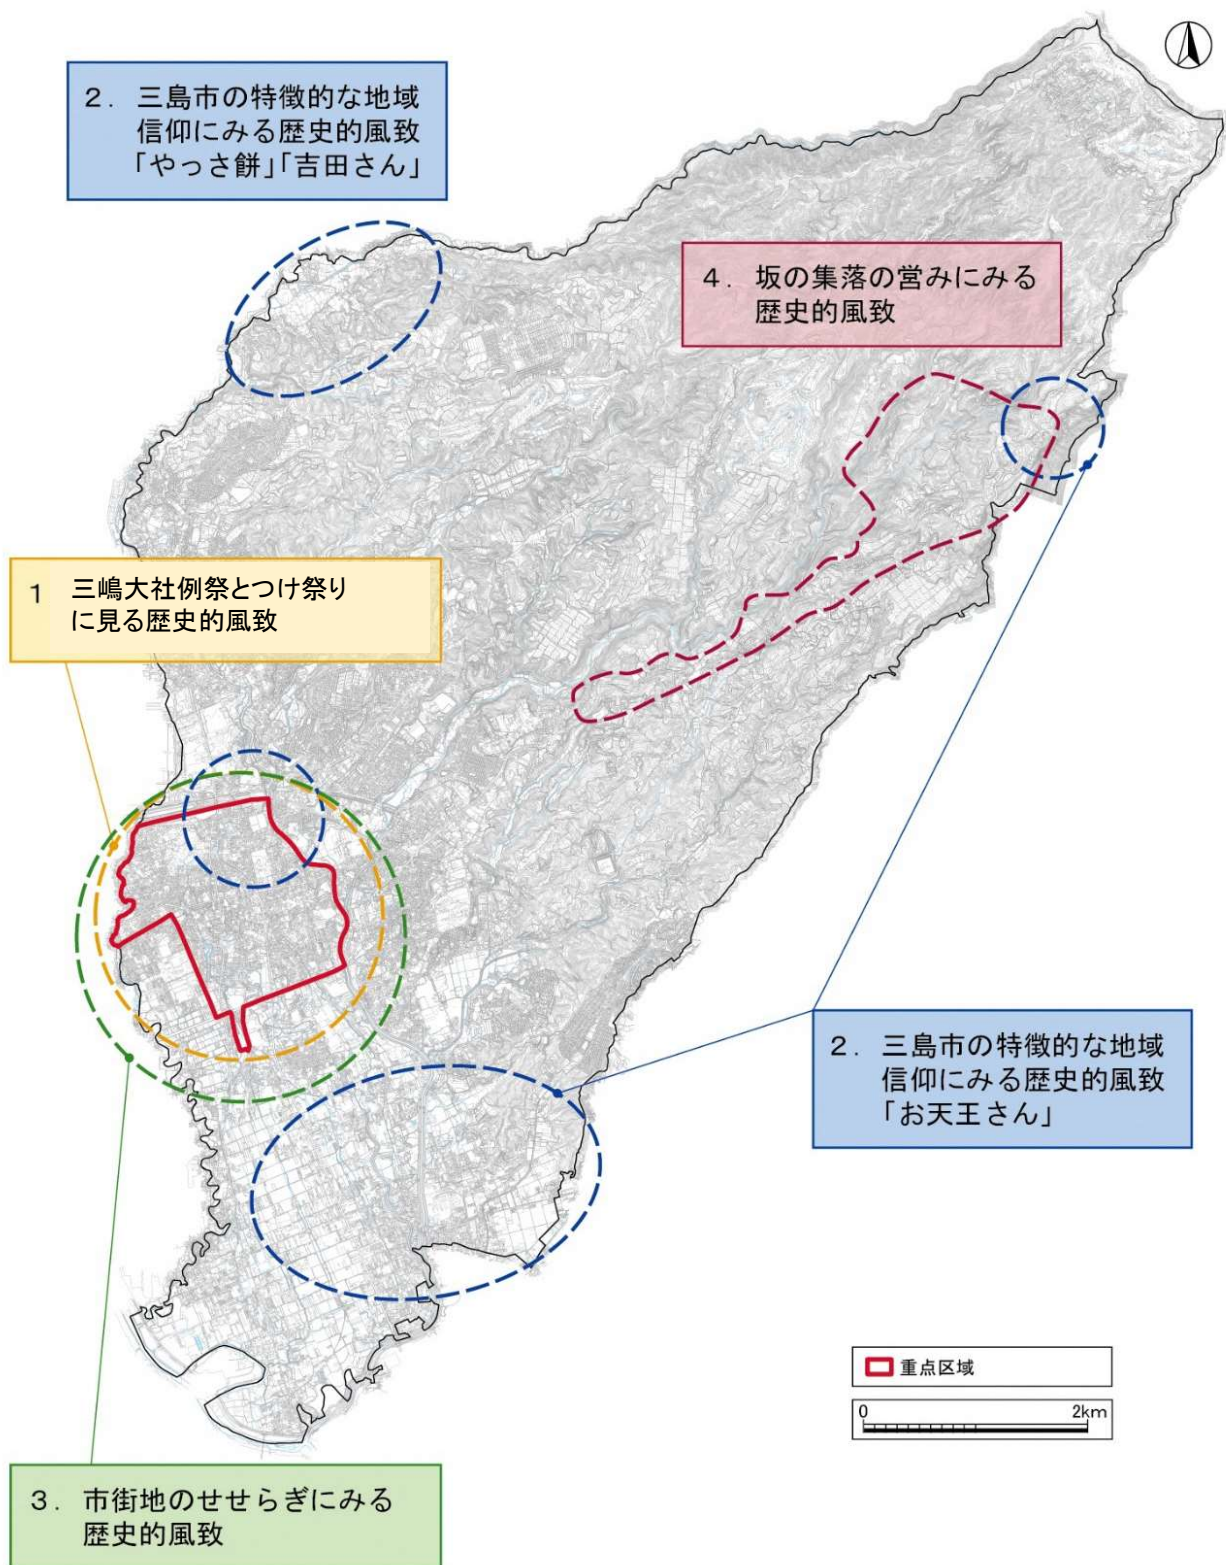 2. 三島市の特徴的な地域
信仰にみる歴史的風致
「やっさ餅」「吉田さん」
4. 坂の集落の営みにみる
歴史的風致
1 三嶋大社例祭とつけ祭り
に見る歴史的風致
2. 三島市の特徴的な地域
信仰にみる歴史的風致
「お天王さん」
重点区域
0 2km
3. 市街地のせせらぎにみる
歴史的風致